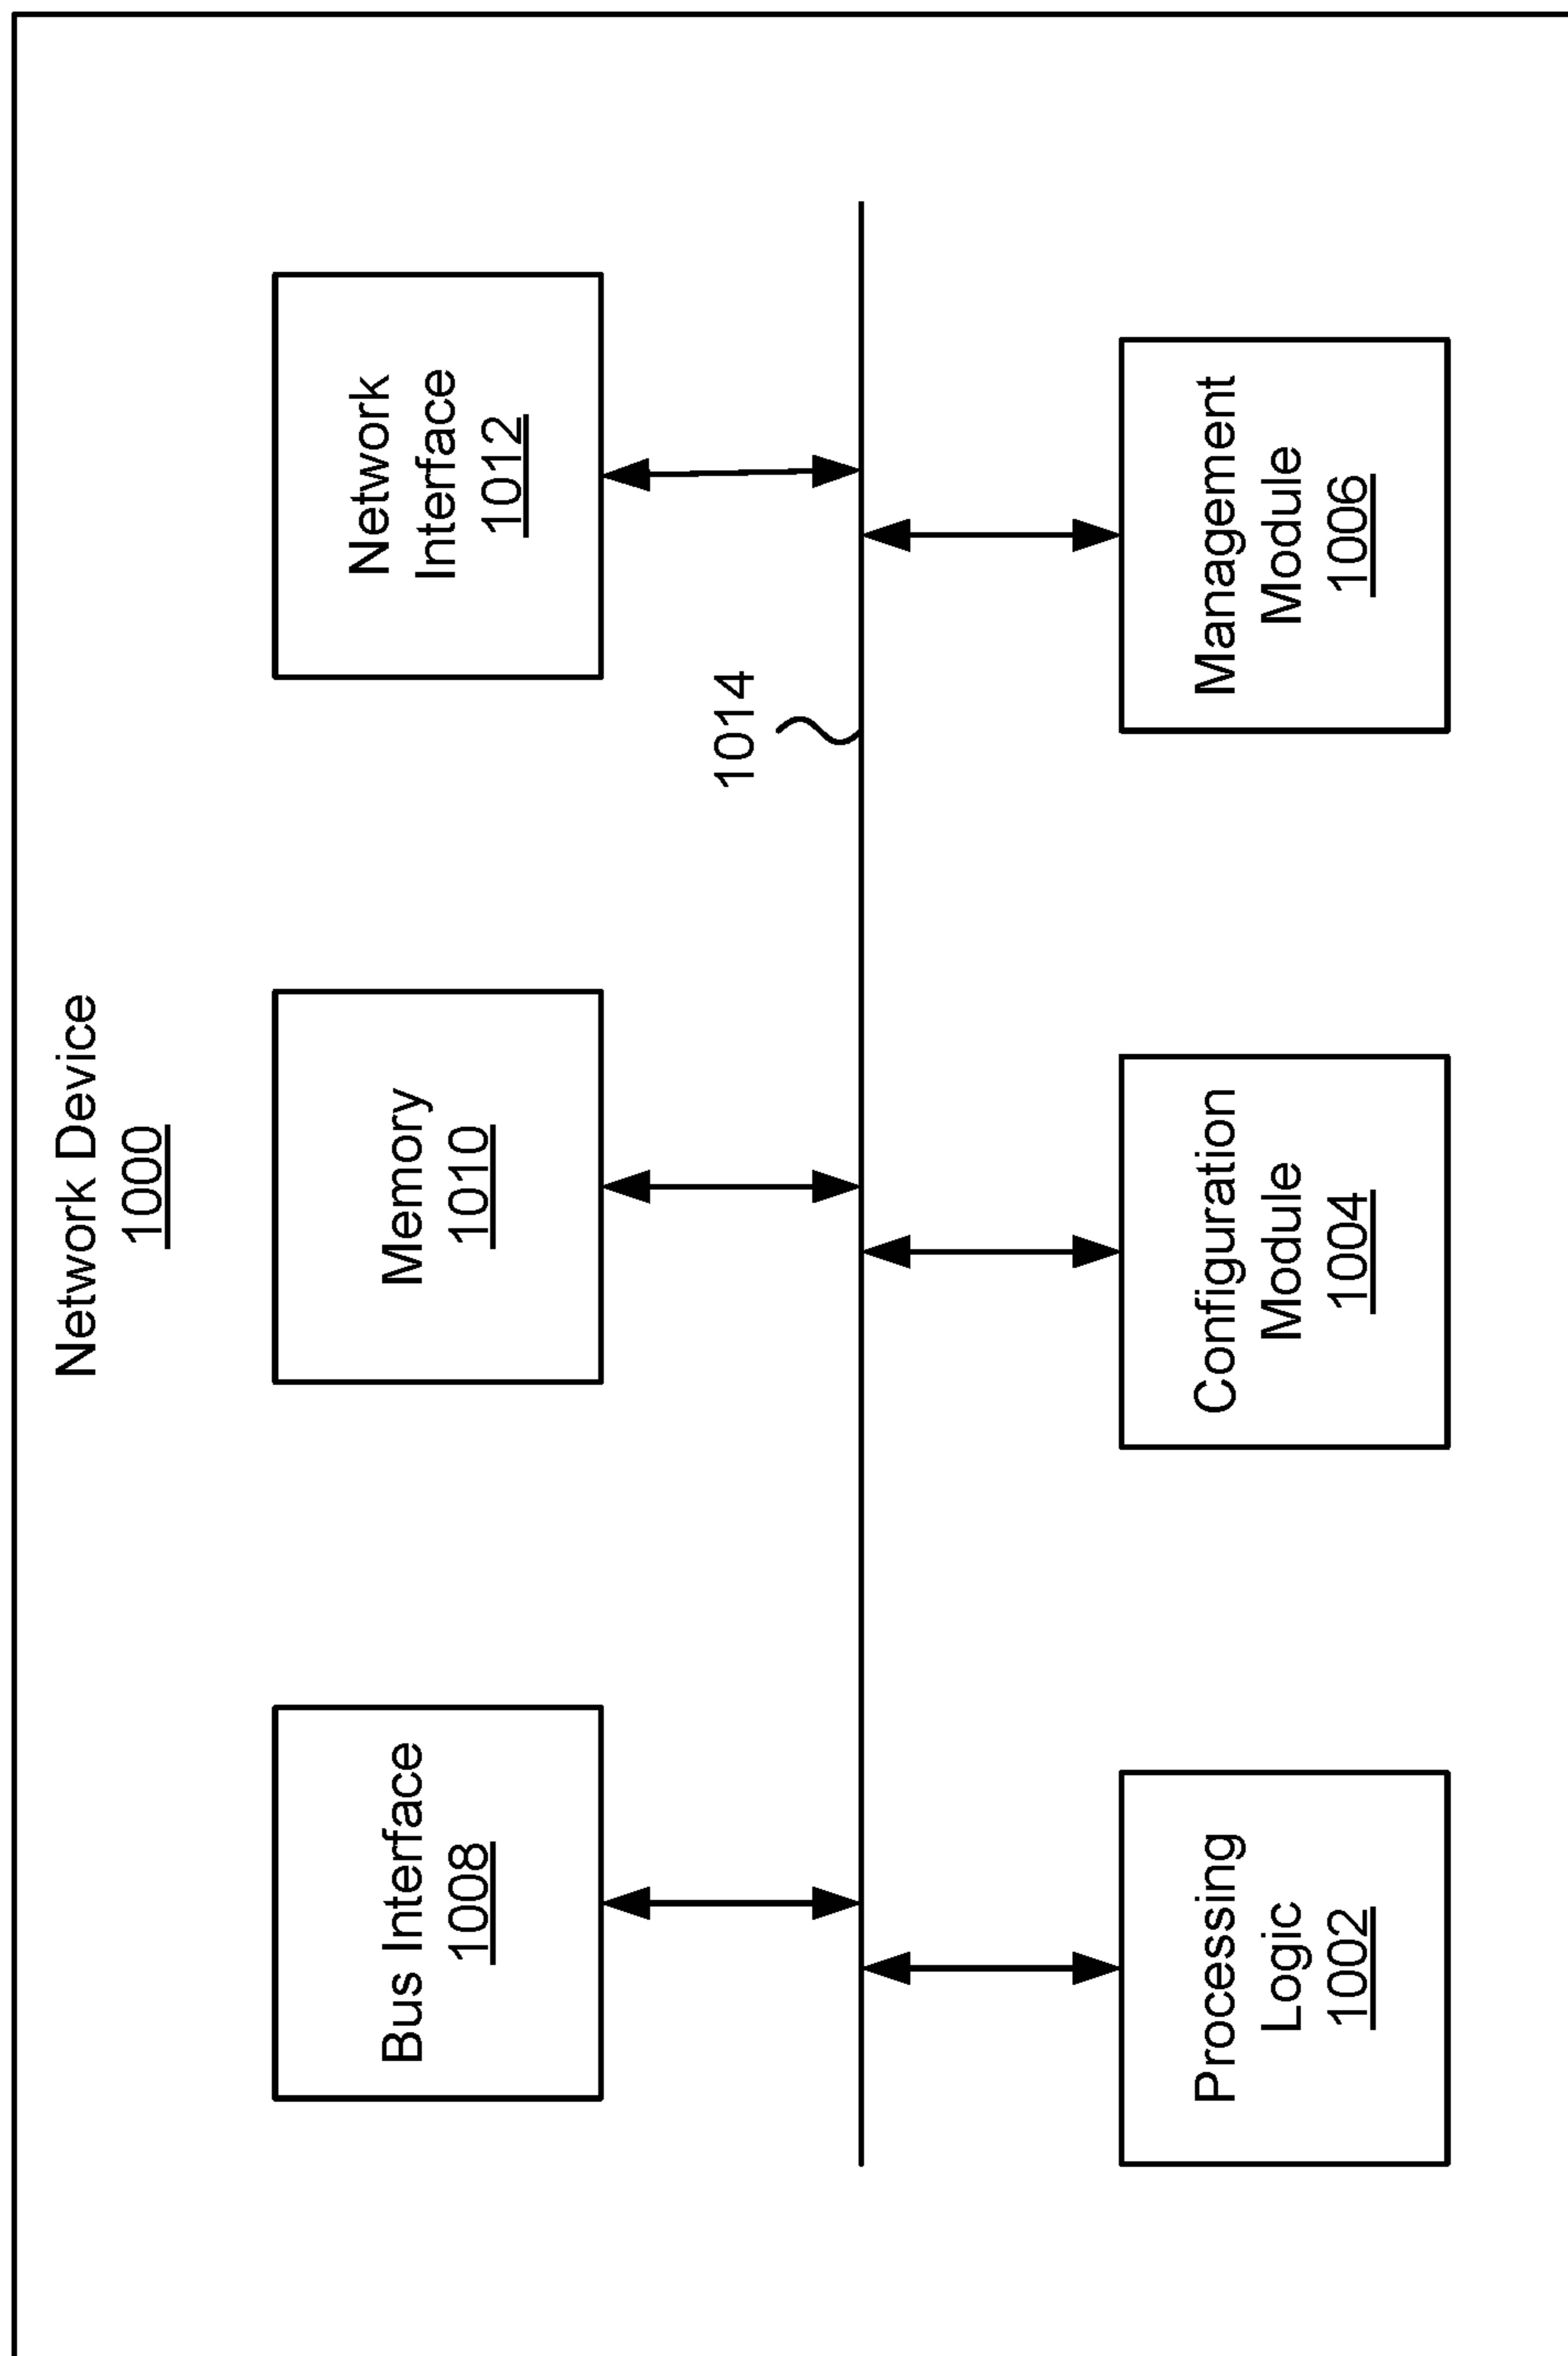 Network Device
1000
Bus Interface
1008
Memory
1010
Network
Interface
1012
1014
Processing
Logic
1002
Configuration
Module
1004
Management
Module
1006